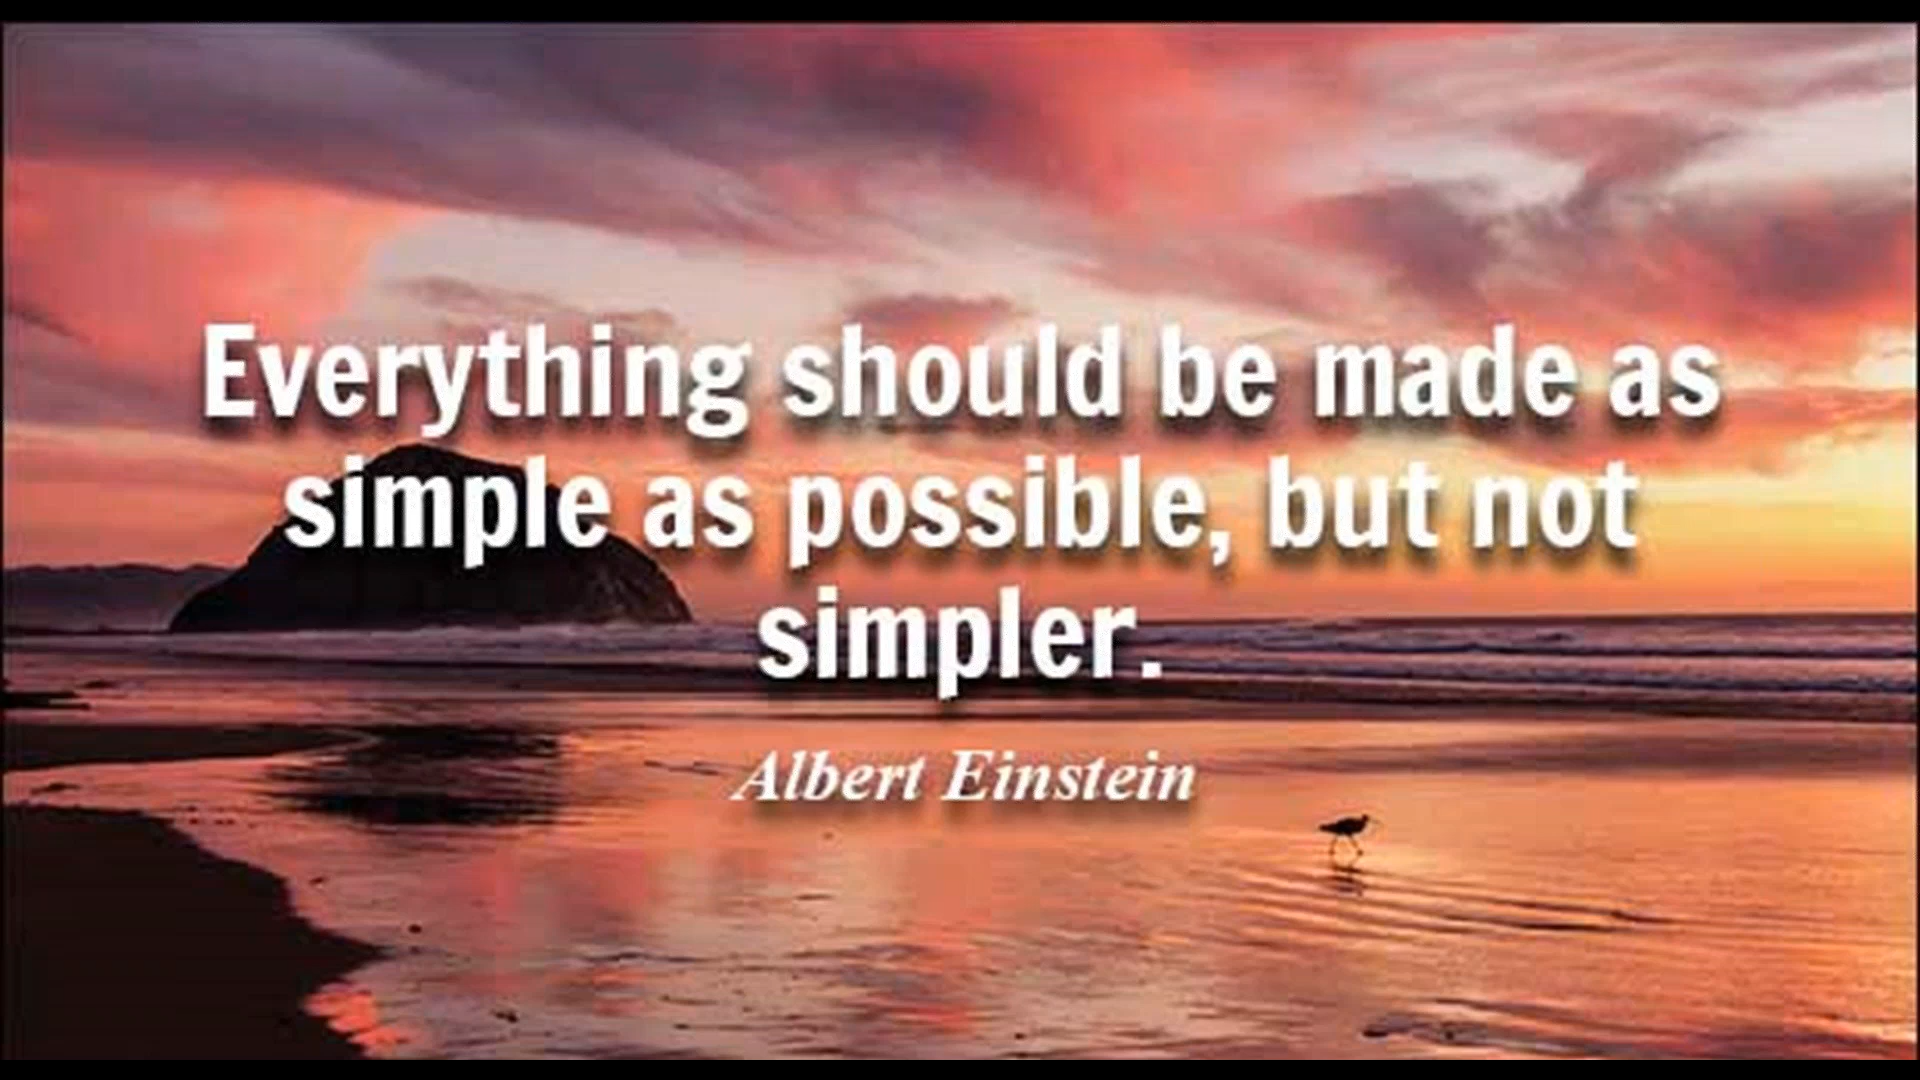 Everything should be made as
simple as possible, but not
simpler.
Albert Einstein